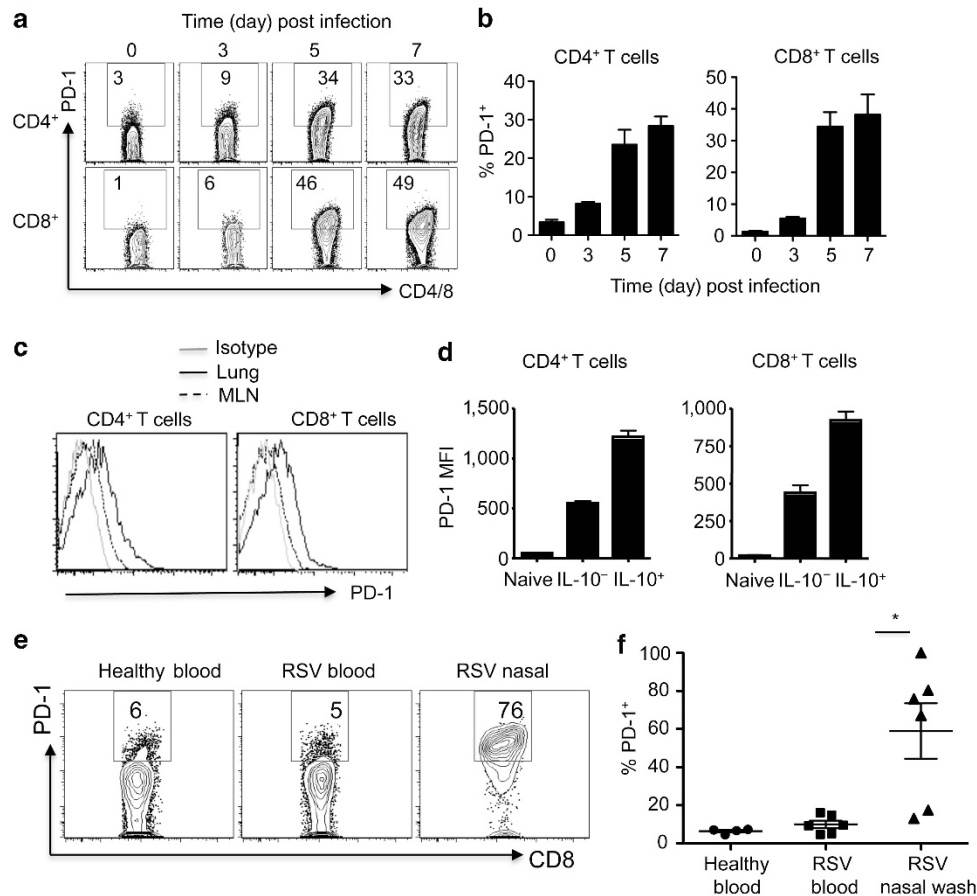 a
Time (day) post infection
0 3 5 7
PD-1
CD4⁺
3 9 34 33
CD8⁺
1 6 46 49
CD4/8
b
CD4⁺ T cells
CD8⁺ T cells
% PD-1⁺
40
30
20
10
0
0 3 5 7
50
40
30
20
10
0
0 3 5 7
Time (day) post infection
c
Isotype
Lung
MLN
CD4⁺ T cells
CD8⁺ T cells
PD-1
d
CD4⁺ T cells
CD8⁺ T cells
PD-1 MFI
1,500
1,000
500
0
Naive IL-10⁻ IL-10⁺
1,000
750
500
250
0
Naive IL-10⁻ IL-10⁺
e
Healthy blood
RSV blood
RSV nasal
PD-1
6 5 76
CD8
f
*
% PD-1⁺
100
80
60
40
20
0
Healthy blood
RSV blood
RSV nasal wash